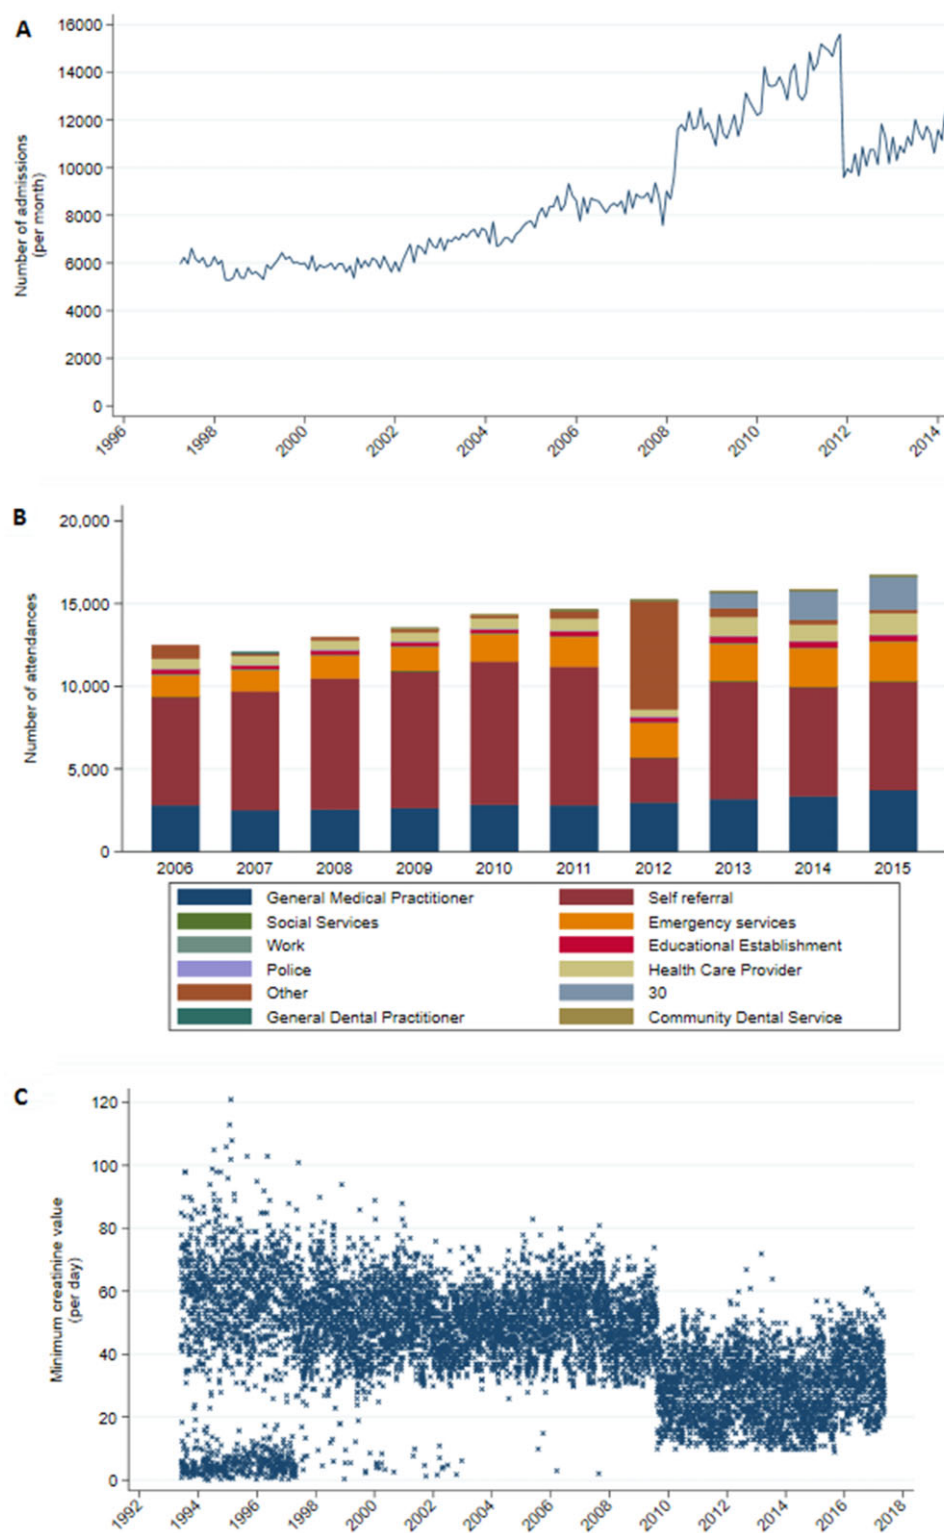 A
Number of admissions
(per month)
16000
14000
12000
10000
8000
6000
4000
2000
0
1996
1998
2000
2002
2004
2006
2008
2010
2012
2014
B
Number of attendances
20,000
15,000
10,000
5,000
0
2006
2007
2008
2009
2010
2011
2012
2013
2014
2015
General Medical Practitioner
Self referral
Social Services
Emergency services
Work
Educational Establishment
Police
Health Care Provider
Other
30
General Dental Practitioner
Community Dental Service
C
Minimum creatinine value
(per day)
120
100
80
60
40
20
0
1992
1994
1996
1998
2000
2002
2004
2006
2008
2010
2012
2014
2016
2018